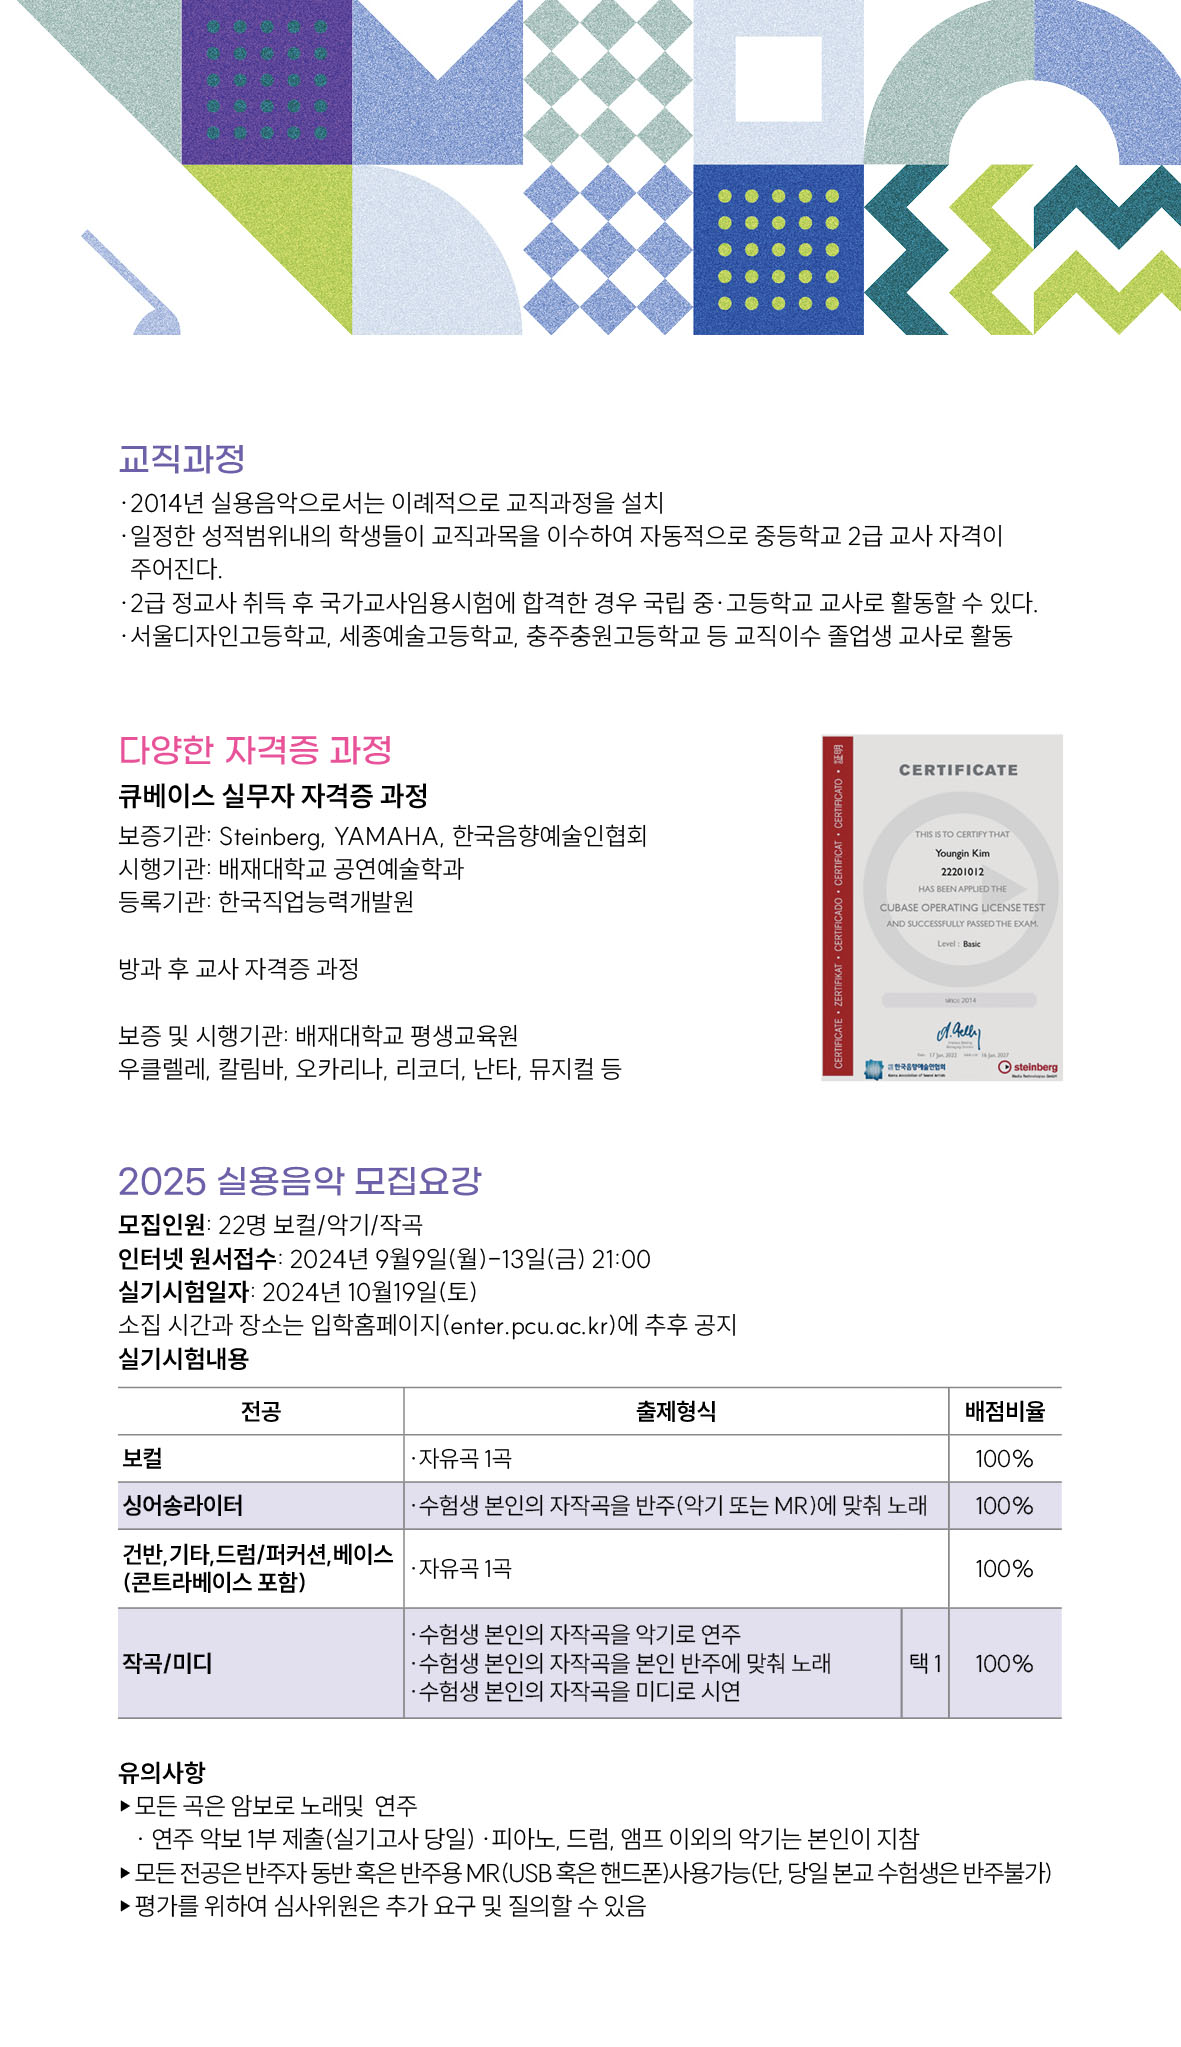 교직과정
·2014년 실용음악으로서는 이례적으로 교직과정을 설치
·일정한 성적범위내의 학생들이 교직과목을 이수하여 자동적으로 중등학교 2급 교사 자격이
주어진다.
·2급 정교사 취득 후 국가교사임용시험에 합격한 경우 국립 중·고등학교 교사로 활동할 수 있다.
·서울디자인고등학교, 세종예술고등학교, 충주충원고등학교 등 교직이수 졸업생 교사로 활동
다양한 자격증 과정
큐베이스 실무자 자격증 과정
보증기관: Steinberg, YAMAHA, 한국음향예술인협회
시행기관: 배재대학교 공연예술학과
등록기관: 한국직업능력개발원
방과 후 교사 자격증 과정
보증 및 시행기관: 배재대학교 평생교육원
우클렐레, 칼림바, 오카리나, 리코더, 난타, 뮤지컬 등
CERTIFICATE • ZERTIFIKAT • CERTIFICADO • CERTIFICAT • CERTIFICATO • 証明
CERTIFICATE
THIS IS TO CERTIFY THAT
Youngin Kim
22201012
HAS BEEN APPLIED THE
CUBASE OPERATING LICENSE TEST
AND SUCCESSFULLY PASSED THE EXAM.
Level : Basic
since 2014
17 Jan. 2022 16 Jan. 2027
한국음향예술인협회
Korea Association of Sound Artists
steinberg
Media Technologies GmbH
2025 실용음악 모집요강
모집인원: 22명 보컬/악기/작곡
인터넷 원서접수: 2024년 9월9일(월)-13일(금) 21:00
실기시험일자: 2024년 10월19일(토)
소집 시간과 장소는 입학홈페이지(enter.pcu.ac.kr)에 추후 공지
실기시험내용
전공 출제형식 배점비율
보컬 ·자유곡 1곡 100%
싱어송라이터 ·수험생 본인의 자작곡을 반주(악기 또는 MR)에 맞춰 노래 100%
건반,기타,드럼/퍼커션,베이스
(콘트라베이스 포함) ·자유곡 1곡 100%
작곡/미디
·수험생 본인의 자작곡을 악기로 연주
·수험생 본인의 자작곡을 본인 반주에 맞춰 노래
·수험생 본인의 자작곡을 미디로 시연
택 1 100%
유의사항
▶모든 곡은 암보로 노래및 연주
· 연주 악보 1부 제출(실기고사 당일) ·피아노, 드럼, 앰프 이외의 악기는 본인이 지참
▶모든 전공은 반주자 동반 혹은 반주용 MR(USB 혹은 핸드폰)사용가능(단, 당일 본교 수험생은 반주불가)
▶평가를 위하여 심사위원은 추가 요구 및 질의할 수 있음